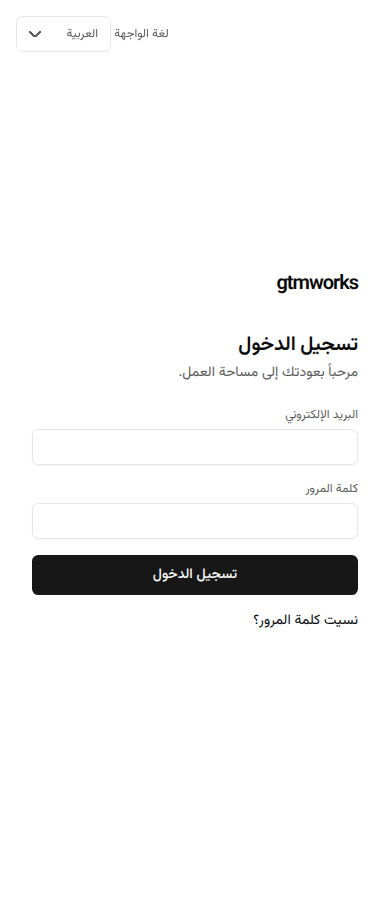 لغة الواجهة العربية
gtmworks
تسجيل الدخول
مرحباً بعودتك إلى مساحة العمل.
البريد الإلكتروني
كلمة المرور
تسجيل الدخول
نسيت كلمة المرور؟